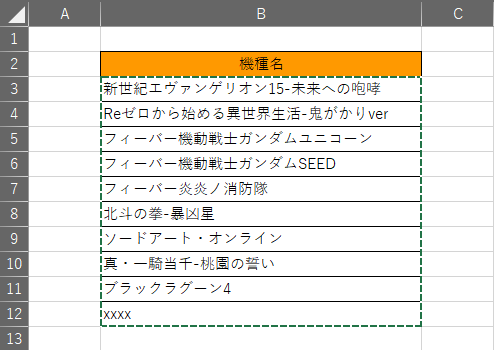 A B C
1
2 機種名
3 新世紀エヴァンゲリオン15-未来への咆哮
4 Reゼロから始める異世界生活-鬼がかりver
5 フィーバー機動戦士ガンダムユニコーン
6 フィーバー機動戦士ガンダムSEED
7 フィーバー炎炎ノ消防隊
8 北斗の拳-暴凶星
9 ソードアート・オンライン
10 真・一騎当千-桃園の誓い
11 ブラックラグーン4
12 xxxx
13